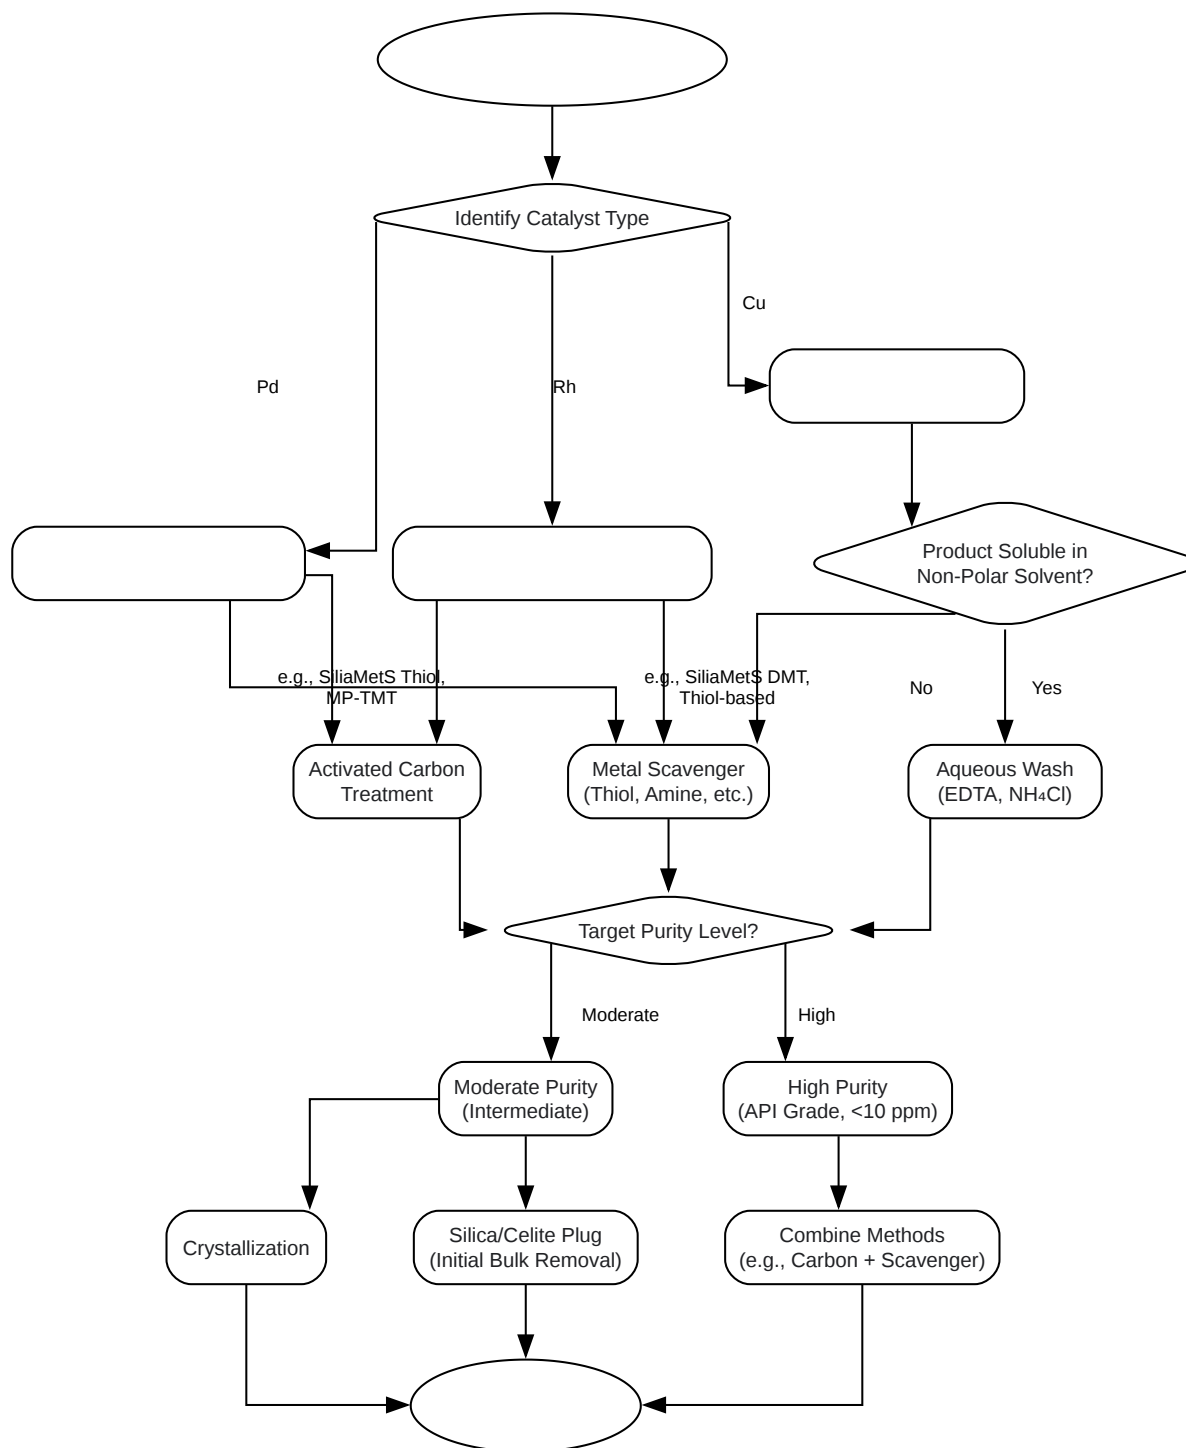 Identify Catalyst Type
Cu
Pd
Rh
Product Soluble in
Non-Polar Solvent?
e.g., SiliaMetS Thiol,
MP-TMT
e.g., SiliaMetS DMT,
Thiol-based
No
Yes
Activated Carbon
Treatment
Metal Scavenger
(Thiol, Amine, etc.)
Aqueous Wash
(EDTA, NH₄Cl)
Target Purity Level?
Moderate
High
Moderate Purity
(Intermediate)
High Purity
(API Grade, <10 ppm)
Crystallization
Silica/Celite Plug
(Initial Bulk Removal)
Combine Methods
(e.g., Carbon + Scavenger)